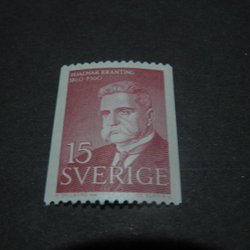 HJALMAR BRANTING
1860 · 1960
15
SVERIGE